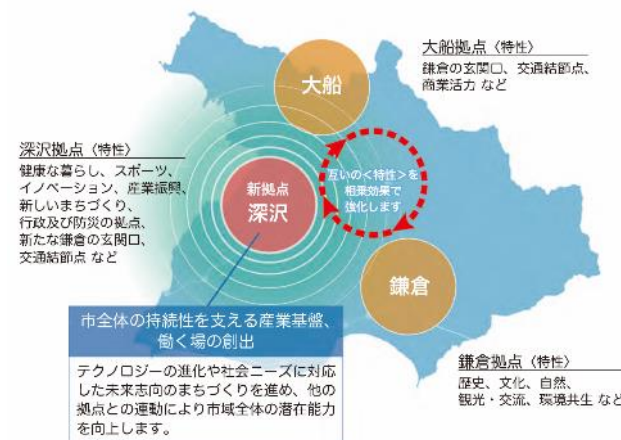 大船拠点〈特性〉
鎌倉の玄関口、交通結節点、
商業活力 など
大船
深沢拠点〈特性〉
健康な暮らし、スポーツ、
イノベーション、産業振興、
新しいまちづくり、
行政及び防災の拠点、
新たな鎌倉の玄関口、
交通結節点 など
新拠点
深沢
互いの<特性>を
相乗効果で
強化します
鎌倉
市全体の持続性を支える産業基盤、
働く場の創出
テクノロジーの進化や社会ニーズに対応
した未来志向のまちづくりを進め、他の
拠点との連動により市域全体の潜在能力
を向上します。
鎌倉拠点〈特性〉
歴史、文化、自然、
観光・交流、環境共生 など